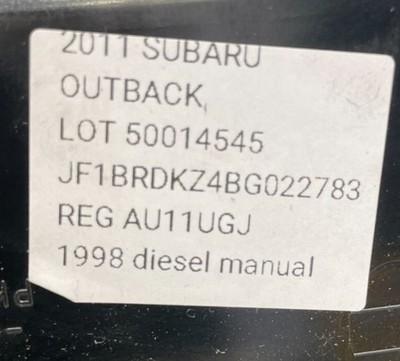 2011 SUBARU
OUTBACK,
LOT 50014545
JF1BRDKZ4BG022783
REG AU11UGJ
1998 diesel manual